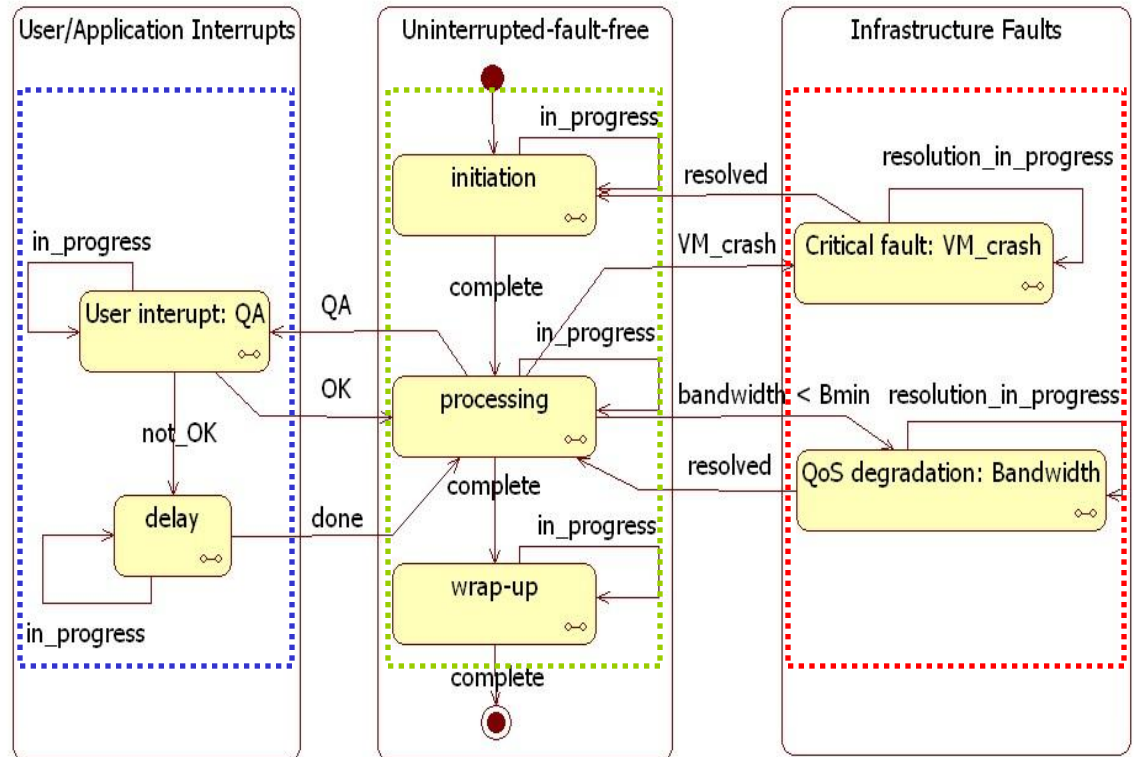 User/Application Interrupts
Uninterrupted-fault-free
Infrastructure Faults
in_progress
initiation
resolved
resolution_in_progress
VM_crash
Critical fault: VM_crash
in_progress
User interupt: QA
QA
complete
in_progress
OK
processing
bandwidth < Bmin
resolution_in_progress
not_OK
resolved
QoS degradation: Bandwidth
complete
delay
done
in_progress
wrap-up
in_progress
complete